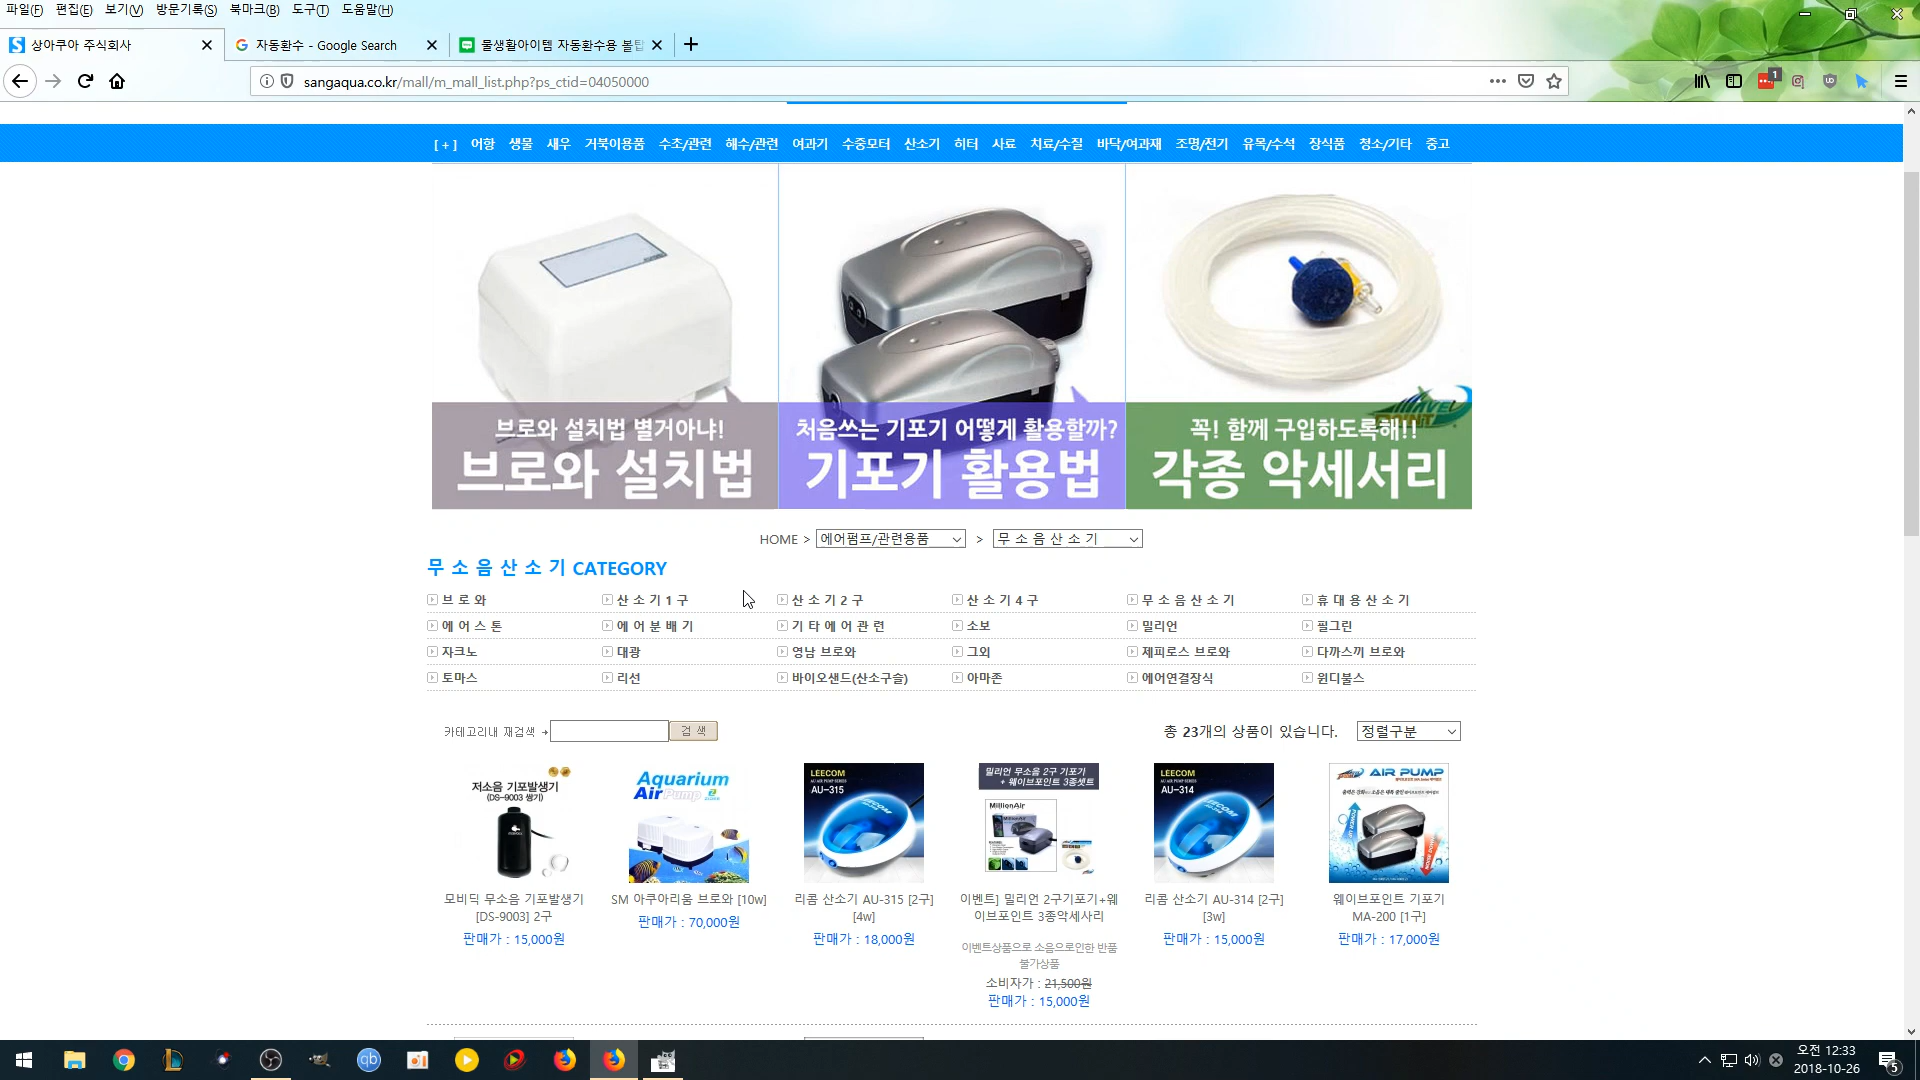 파일(F) 편집(E) 보기(V) 방문기록(S) 북마크(B) 도구(T) 도움말(H)
상아쿠아 주식회사
자동환수 - Google Search
물생활아이템 자동환수용 볼탑
sangaqua.co.kr/mall/m_mall_list.php?ps_ctid=04050000
1
[ + ] 어항 생물 새우 거북이용품 수초/관련 해수/관련 여과기 수중모터 산소기 히터 사료 치료/수질 바닥/여과재 조명/전기 유목/수석 장식품 청소/기타 중고
브로와 설치법 별거아냐!
브로와 설치법
처음쓰는 기포기 어떻게 활용할까?
기포기 활용법
꼭! 함께 구입하도록해!!
각종 악세서리
HOME > 에어펌프/관련용품 > 무 소 음 산 소 기
무 소 음 산 소 기 CATEGORY
브 로 와 산 소 기 1 구 산 소 기 2 구 산 소 기 4 구 무 소 음 산 소 기 휴 대 용 산 소 기
에 어 스 톤 에 어 분 배 기 기 타 에 어 관 련 소보 밀리언 필그린
자크노 대광 영남 브로와 그외 제피로스 브로와 다까스끼 브로와
토마스 리선 바이오샌드(산소구슬) 아마존 에어연결장식 윈디불스
카테고리내 재검색 검 색 총 23개의 상품이 있습니다. 정렬구분
저소음 기포발생기
(DS-9003 쌍기)
Aquarium
Air Pump
LEECOM
AU-315
밀리언 무소음 2구 기포기
+ 웨이브포인트 3종셋트
MillionAir
LEECOM
AU-314
AIR PUMP
POWER UP
모비딕 무소음 기포발생기
[DS-9003] 2구
판매가 : 15,000원
SM 아쿠아리움 브로와 [10w]
판매가 : 70,000원
리콤 산소기 AU-315 [2구]
[4w]
판매가 : 18,000원
이벤트] 밀리언 2구기포기+웨
이브포인트 3종악세사리
이벤트상품으로 소음으로인한 반품
불가상품
소비자가 : 21,500원
판매가 : 15,000원
리콤 산소기 AU-314 [2구]
[3w]
판매가 : 15,000원
웨이브포인트 기포기
MA-200 [1구]
판매가 : 17,000원
오전 12:33
2018-10-26
5